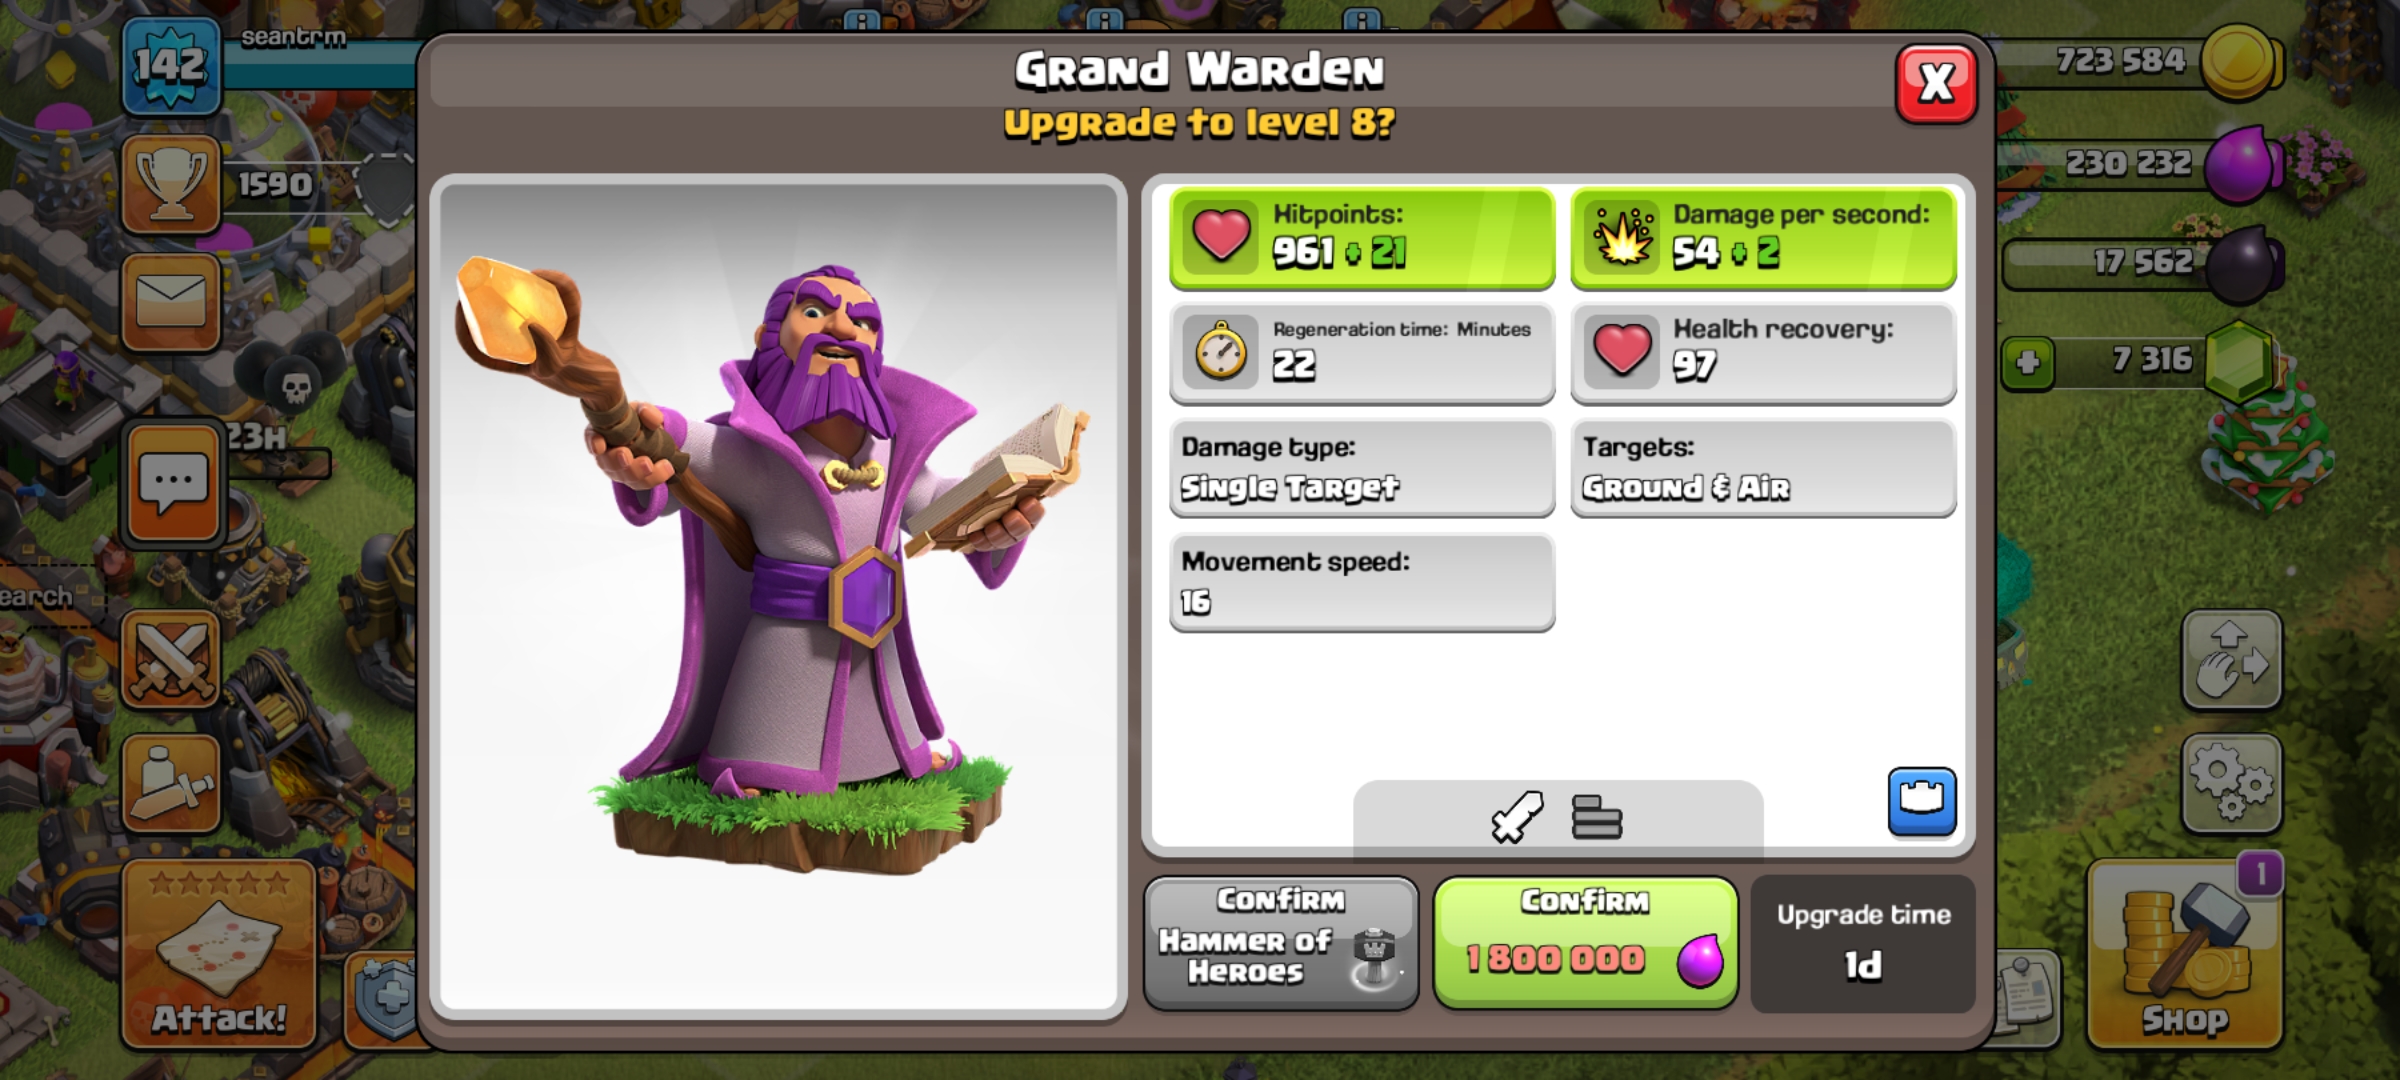 142
seantrm
1590
23H
earch
Attack!
Grand Warden
Upgrade to level 8?
X
Hitpoints:
961 + 21
Damage per second:
54 + 2
Regeneration time: Minutes
22
Health recovery:
97
Damage type:
Single Target
Targets:
Ground & Air
Movement speed:
16
Confirm
Hammer of
Heroes
Confirm
1 800 000
Upgrade time
1d
723 584
230 232
17 562
7 316
1
Shop